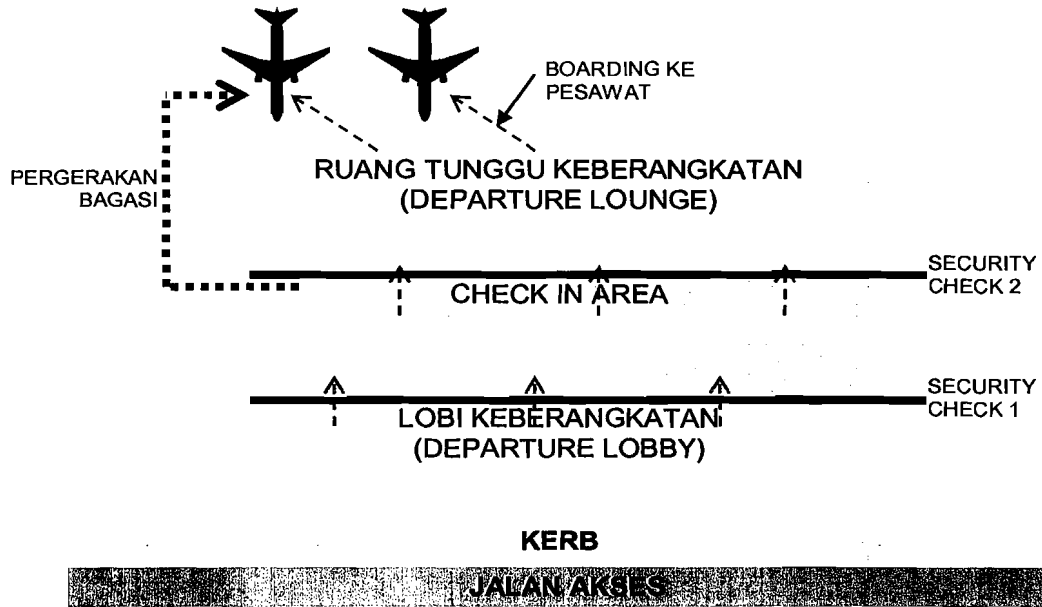 BOARDING KE
PESAWAT
PERGERAKAN
BAGASI
RUANG TUNGGU KEBERANGKATAN
(DEPARTURE LOUNGE)
SECURITY
CHECK 2
CHECK IN AREA
SECURITY
CHECK 1
LOBI KEBERANGKATAN
(DEPARTURE LOBBY)
KERB
JALAN AKSES